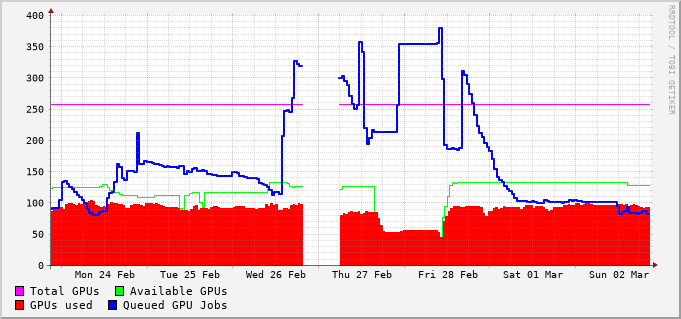 RRDTOOL / TOBI OETIKER
400
350
300
250
200
150
100
50
0
Mon 24 Feb Tue 25 Feb Wed 26 Feb Thu 27 Feb Fri 28 Feb Sat 01 Mar Sun 02 Mar
Total GPUs Available GPUs
GPUs used Queued GPU Jobs